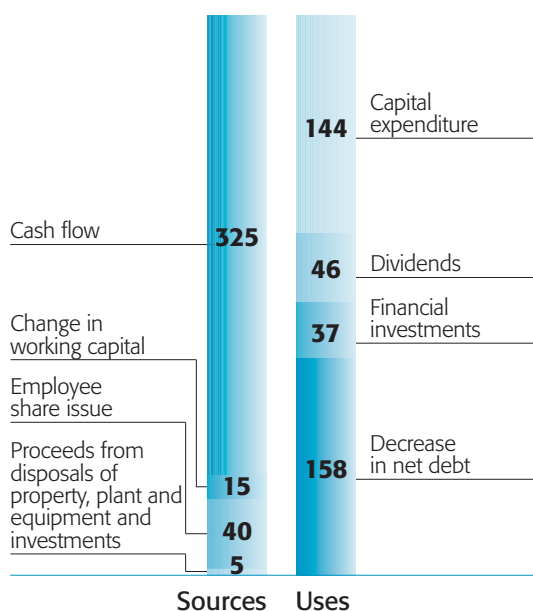 Cash flow
325
Change in
working capital
15
Employee
share issue
40
Proceeds from
disposals of
property, plant and
equipment and
investments
5
Sources
144
Capital
expenditure
46
Dividends
37
Financial
investments
158
Decrease
in net debt
Uses